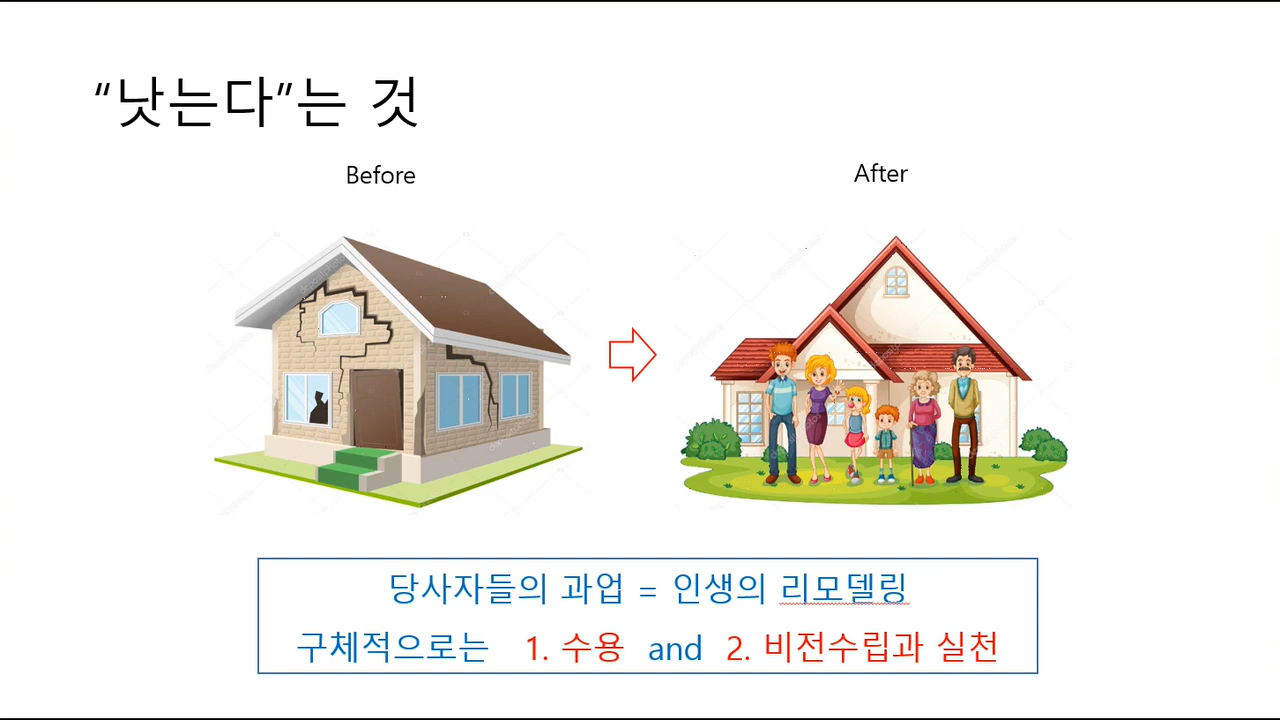 “낫는다”는 것
Before
After
당사자들의 과업 = 인생의 리모델링
구체적으로는 1. 수용 and 2. 비전수립과 실천